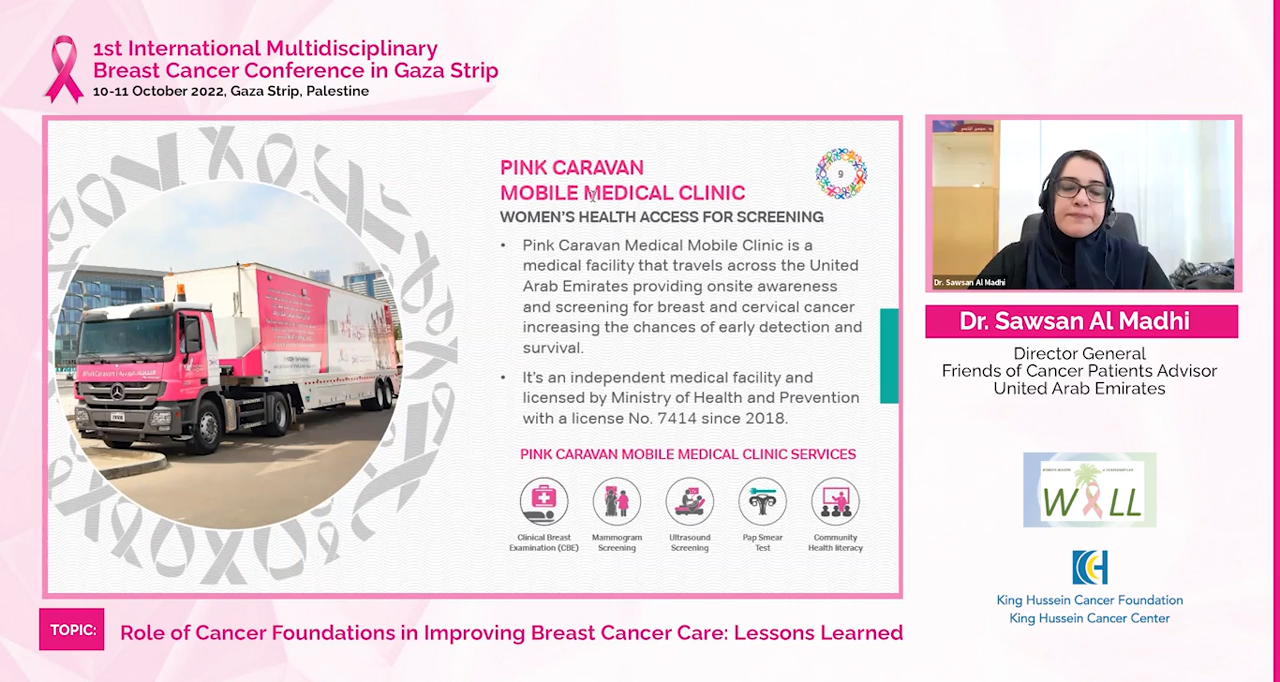 1st International Multidisciplinary
Breast Cancer Conference in Gaza Strip
10-11 October 2022, Gaza Strip, Palestine
PINK CARAVAN
MOBILE MEDICAL CLINIC
9
WOMEN'S HEALTH ACCESS FOR SCREENING
• Pink Caravan Medical Mobile Clinic is a
medical facility that travels across the United
Arab Emirates providing onsite awareness
and screening for breast and cervical cancer
increasing the chances of early detection and
survival.
• It's an independent medical facility and
licensed by Ministry of Health and Prevention
with a license No. 7414 since 2018.
PINK CARAVAN MOBILE MEDICAL CLINIC SERVICES
Clinical Breast
Examination (CBE)
Mammogram
Screening
Ultrasound
Screening
Pap Smear
Test
Community
Health literacy
Dr. Sawsan Al Madhi
Dr. Sawsan Al Madhi
Director General
Friends of Cancer Patients Advisor
United Arab Emirates
WILL
King Hussein Cancer Foundation
King Hussein Cancer Center
TOPIC:
Role of Cancer Foundations in Improving Breast Cancer Care: Lessons Learned